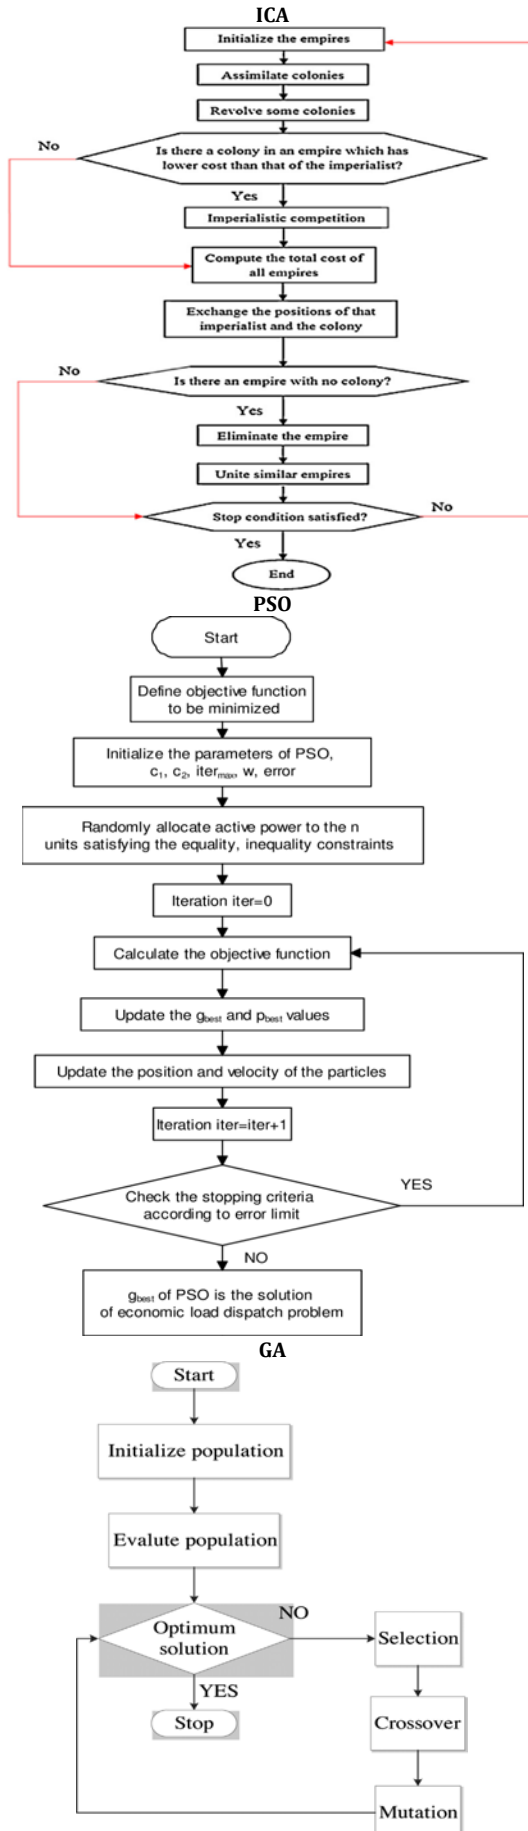 ICA
Initialize the empires
Assimilate colonies
Revolve some colonies
No
Is there a colony in an empire which has
lower cost than that of the imperialist?
Yes
Imperialistic competition
Compute the total cost of
all empires
Exchange the positions of that
imperialist and the colony
No
Is there an empire with no colony?
Yes
Eliminate the empire
Unite similar empires
Stop condition satisfied?
No
Yes
End
PSO
Start
Define objective function
to be minimized
Initialize the parameters of PSO,
c₁, c₂, iterₘₐₓ, w, error
Randomly allocate active power to the n
units satisfying the equality, inequality constraints
Iteration iter=0
Calculate the objective function
Update the gbest and pbest values
Update the position and velocity of the particles
Iteration iter=iter+1
Check the stopping criteria
according to error limit
YES
NO
gbest of PSO is the solution
of economic load dispatch problem
GA
Start
Initialize population
Evalute population
Optimum
solution
NO
Selection
YES
Stop
Crossover
Mutation